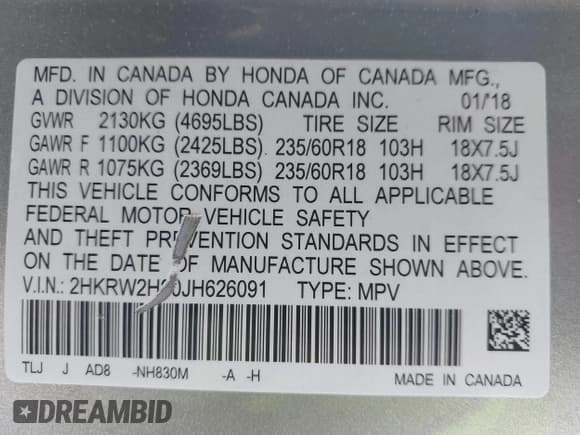 MFD. IN CANADA BY HONDA OF CANADA MFG.,
A DIVISION OF HONDA CANADA INC. 01/18
GVWR 2130KG (4695LBS) TIRE SIZE RIM SIZE
GAWR F 1100KG (2425LBS) 235/60R18 103H 18X7.5J
GAWR R 1075KG (2369LBS) 235/60R18 103H 18X7.5J
THIS VEHICLE CONFORMS TO ALL APPLICABLE
FEDERAL MOTOR VEHICLE SAFETY
AND THEFT PREVENTION STANDARDS IN EFFECT
ON THE DATE OF MANUFACTURE SHOWN ABOVE.
V.I.N.: TYPE: MPV
TLJ J AD8 -NH830M -A -H
MADE IN CANADA
DREAMBID